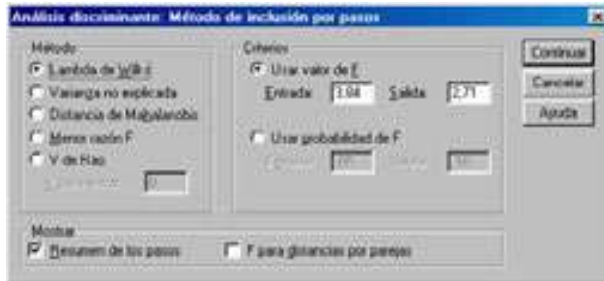 Análisis discriminante: Método de inclusión por pasos
Método
Lambda de Wilks
Varianza no explicada
Distancia de Mahalanobis
Menor razón F
V de Rao
0
Criterios
Usar valor de F
Entrada: 3,84 Salida: 2,71
Usar probabilidad de F
Continuar
Cancelar
Ayuda
Mostrar
Resumen de los pasos
F para distancias por parejas